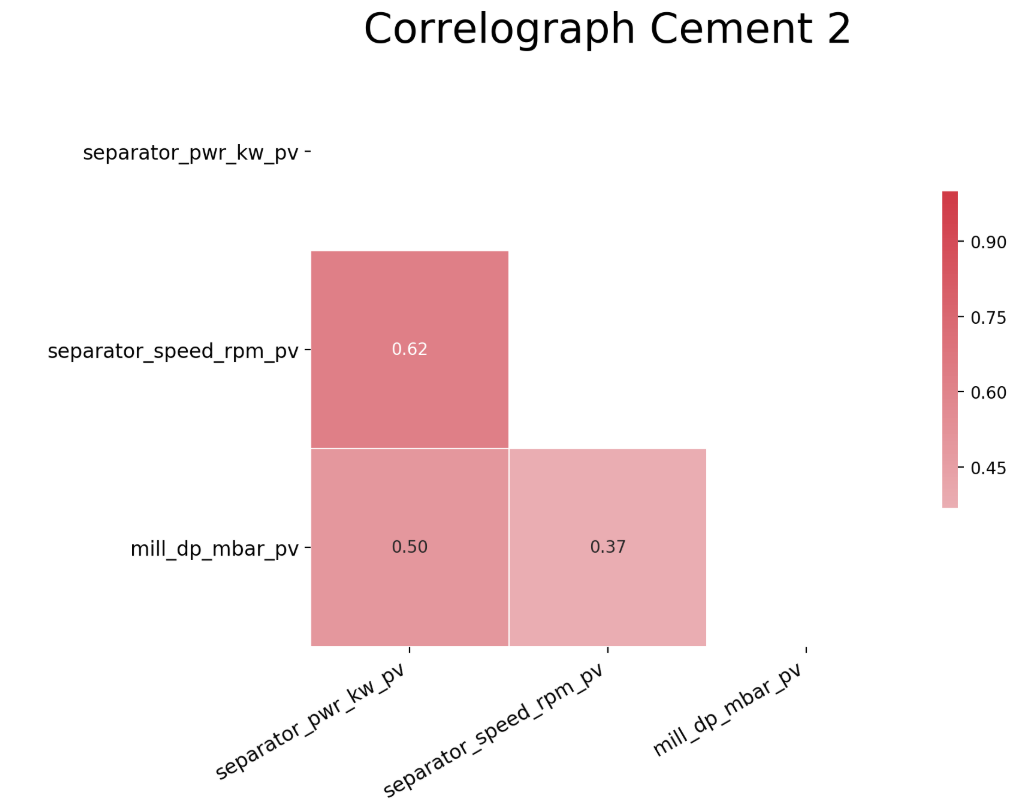 Correlograph Cement 2
separator_pwr_kw_pv
separator_speed_rpm_pv
mill_dp_mbar_pv
0.62
0.50
0.37
separator_pwr_kw_pv
separator_speed_rpm_pv
mill_dp_mbar_pv
0.90
0.75
0.60
0.45